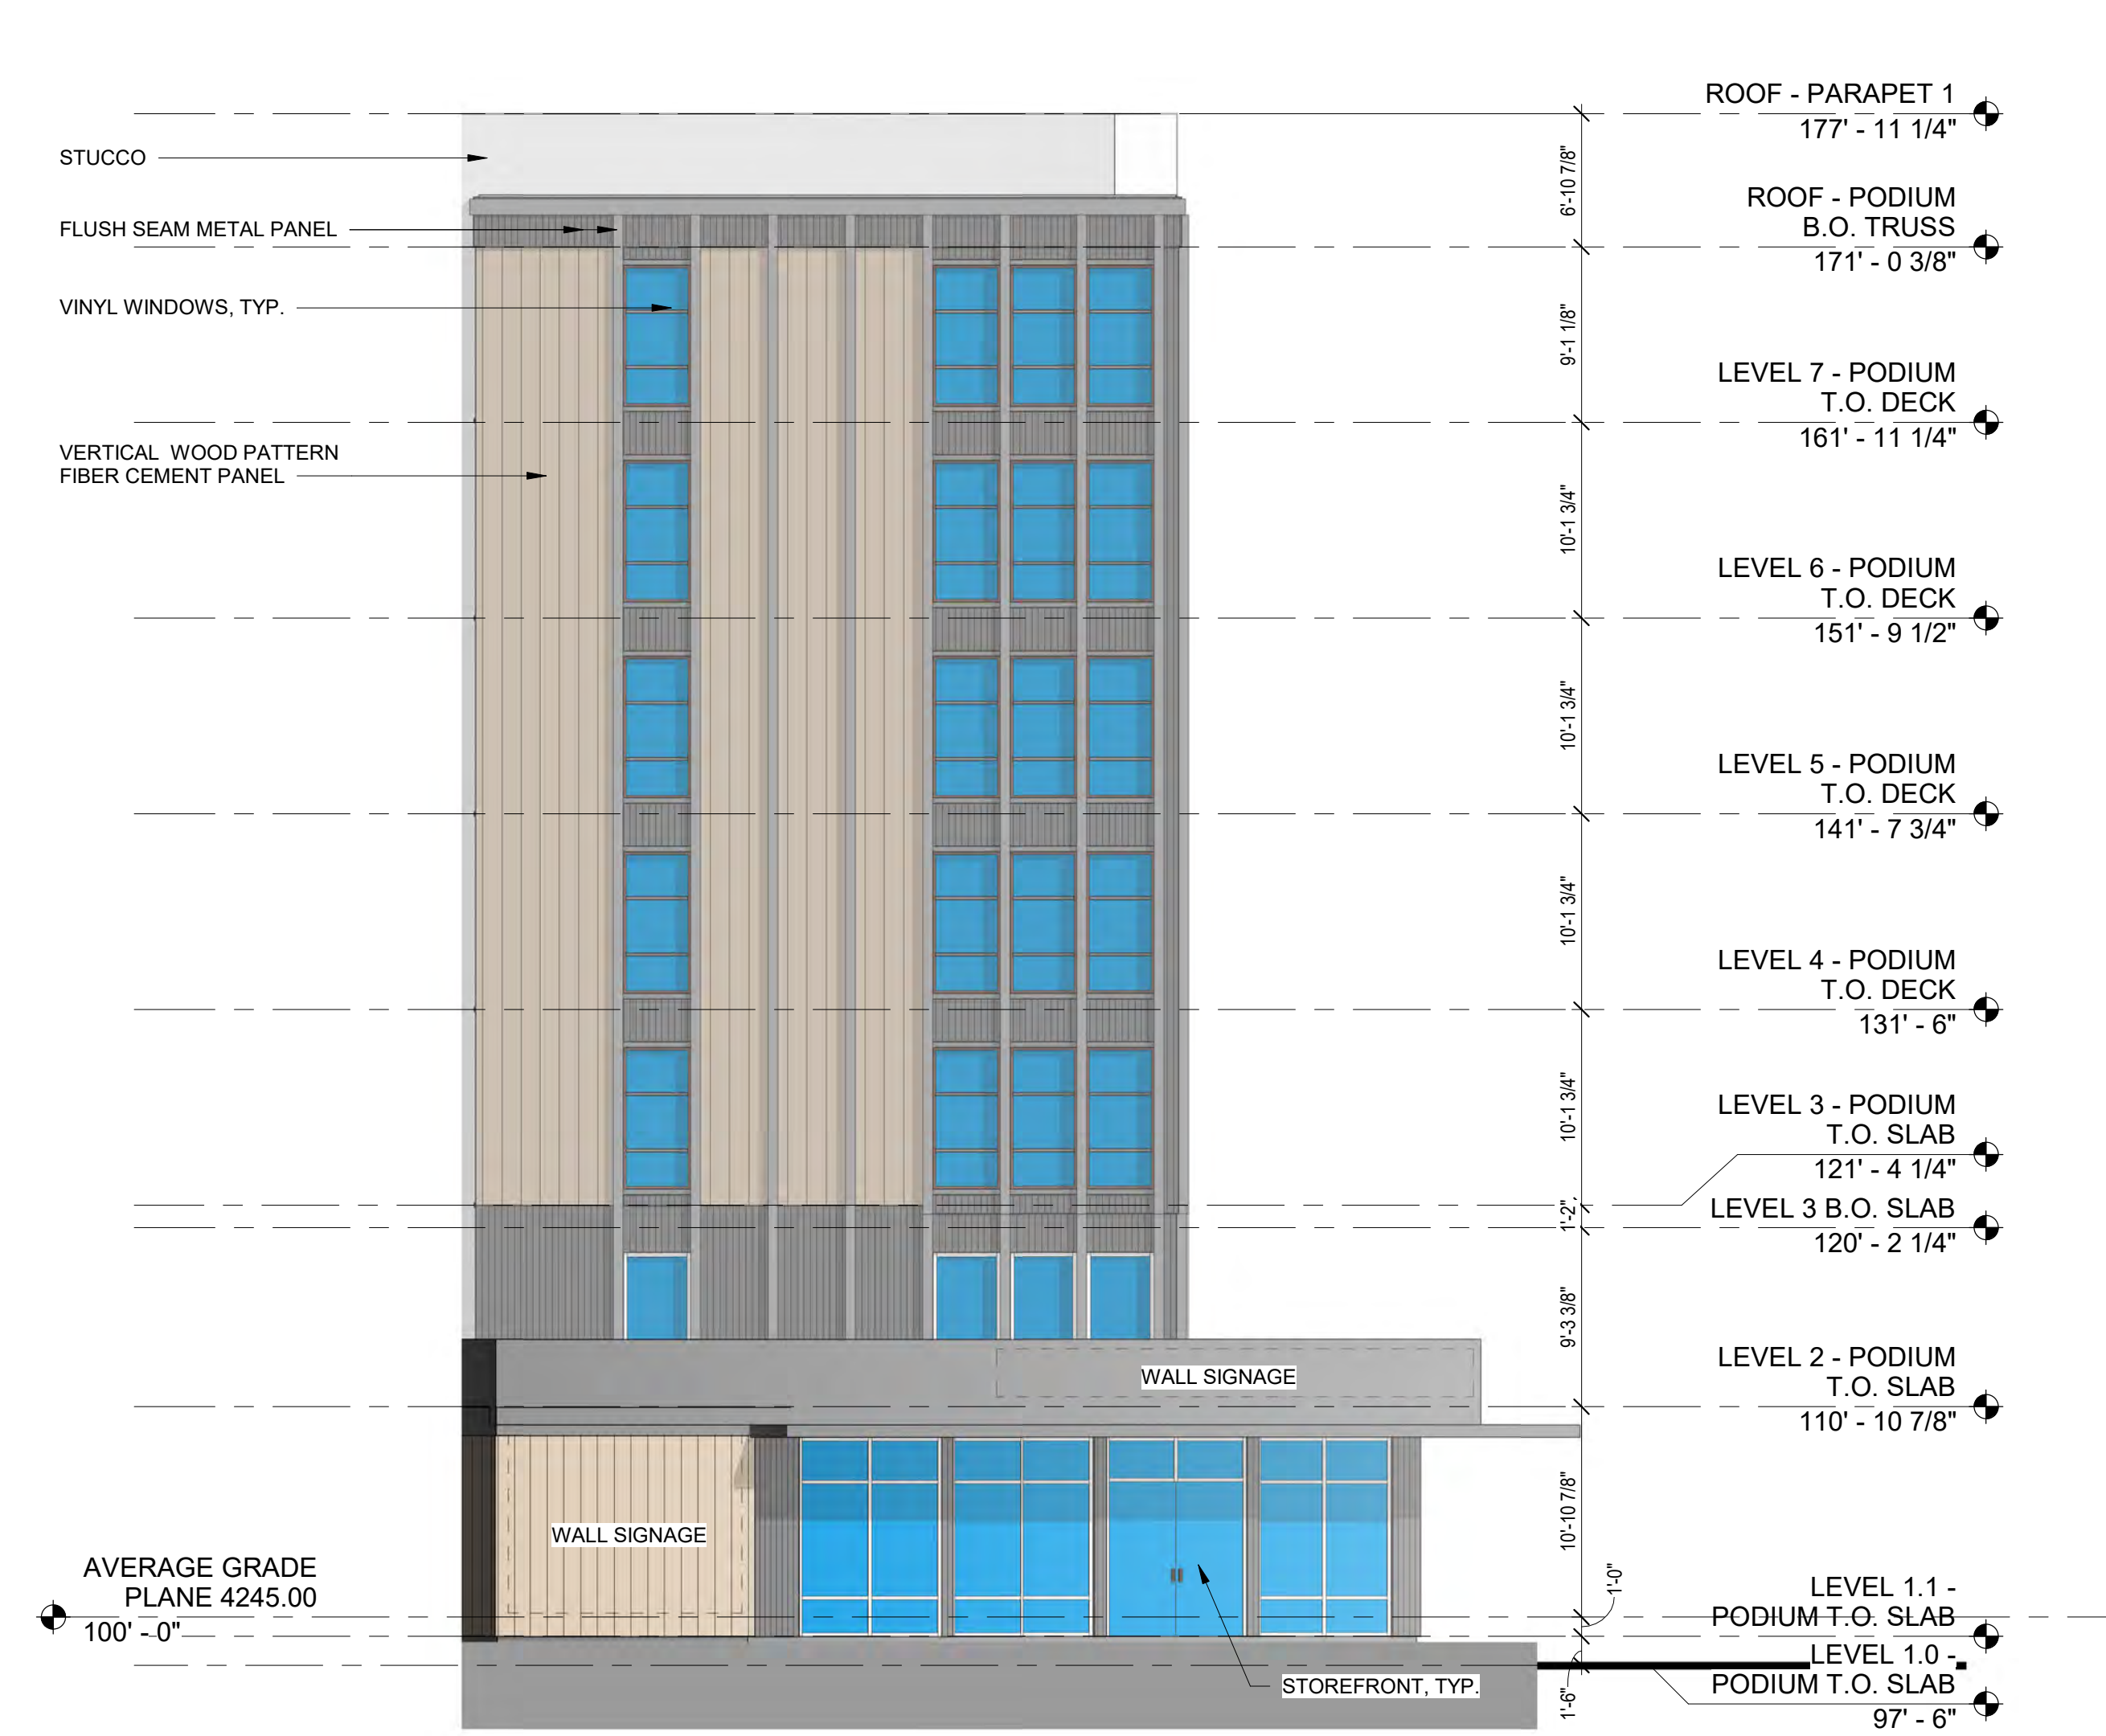 ROOF - PARAPET 1
177' - 11 1/4"
STUCCO
6'-10 7/8"
ROOF - PODIUM
B.O. TRUSS
171' - 0 3/8"
FLUSH SEAM METAL PANEL
VINYL WINDOWS, TYP.
9'-1 1/8"
LEVEL 7 - PODIUM
T.O. DECK
161' - 11 1/4"
VERTICAL WOOD PATTERN
FIBER CEMENT PANEL
10'-1 3/4"
LEVEL 6 - PODIUM
T.O. DECK
151' - 9 1/2"
10'-1 3/4"
LEVEL 5 - PODIUM
T.O. DECK
141' - 7 3/4"
10'-1 3/4"
LEVEL 4 - PODIUM
T.O. DECK
131' - 6"
10'-1 3/4"
LEVEL 3 - PODIUM
T.O. SLAB
121' - 4 1/4"
1'-2"
LEVEL 3 B.O. SLAB
120' - 2 1/4"
9'-3 3/8"
WALL SIGNAGE
LEVEL 2 - PODIUM
T.O. SLAB
110' - 10 7/8"
10'-10 7/8"
WALL SIGNAGE
AVERAGE GRADE
PLANE 4245.00
100' - 0"
1'-0"
LEVEL 1.1 -
PODIUM T.O. SLAB
LEVEL 1.0 -
PODIUM T.O. SLAB
97' - 6"
1'-6"
STOREFRONT, TYP.